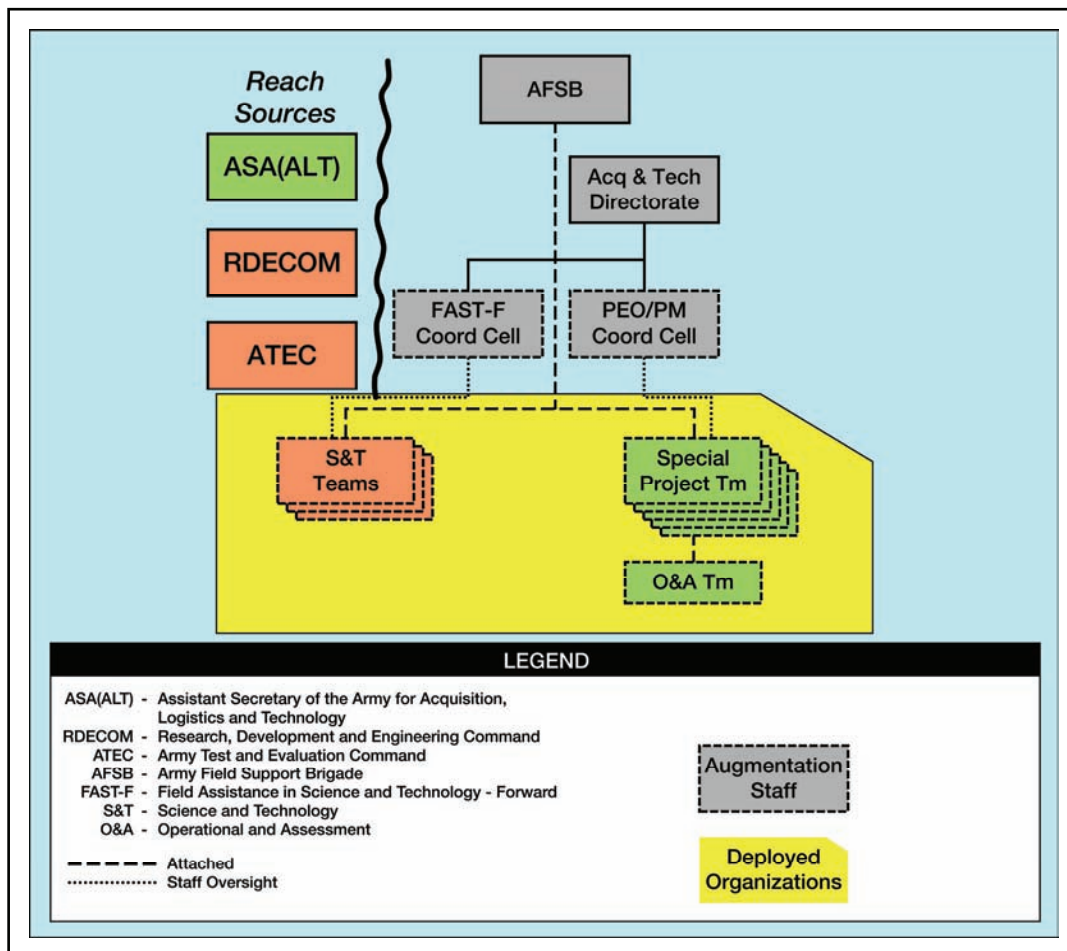 Reach
Sources
ASA(ALT)
RDECOM
ATEC
AFSB
Acq & Tech
Directorate
FAST-F
Coord Cell
PEO/PM
Coord Cell
S&T
Teams
Special
Project Tm
O&A Tm
LEGEND
ASA(ALT) - Assistant Secretary of the Army for Acquisition,
Logistics and Technology
RDECOM - Research, Development and Engineering Command
ATEC - Army Test and Evaluation Command
AFSB - Army Field Support Brigade
FAST-F - Field Assistance in Science and Technology - Forward
S&T - Science and Technology
O&A - Operational and Assessment
Attached
Staff Oversight
Augmentation
Staff
Deployed
Organizations